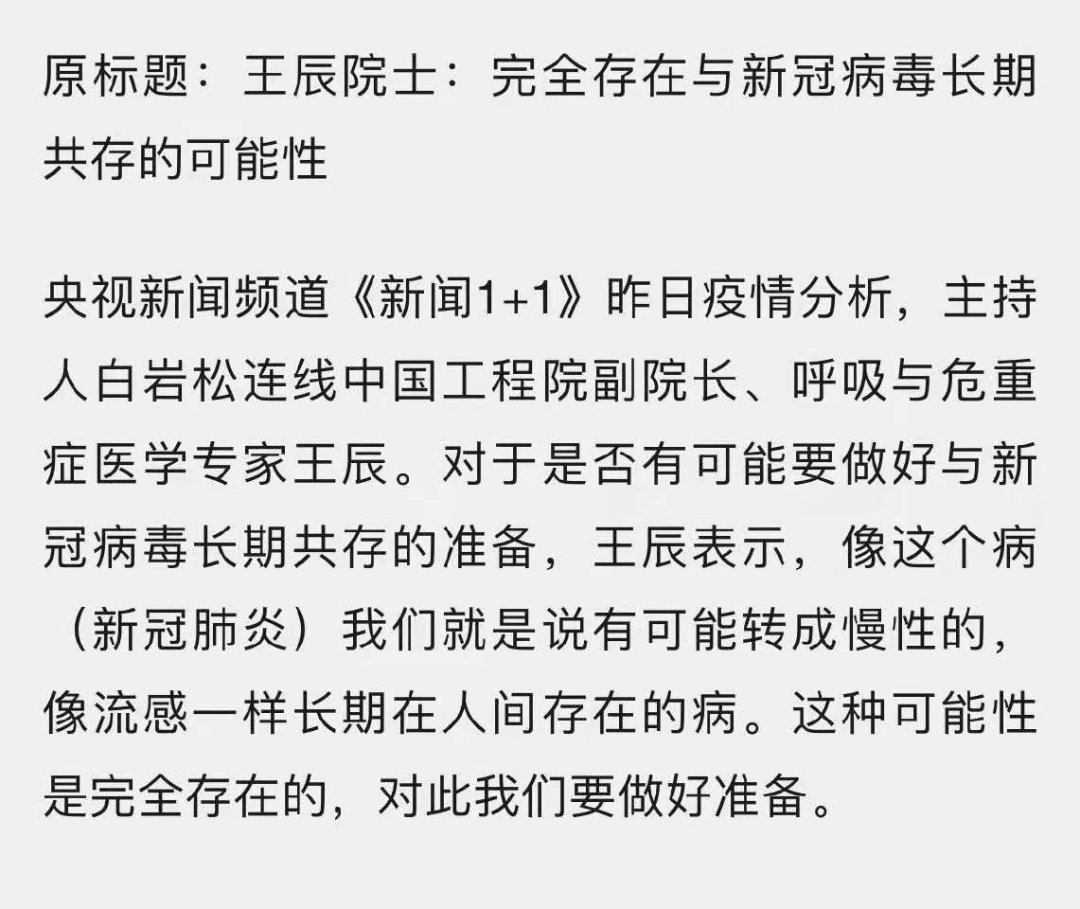 原标题：王辰院士：完全存在与新冠病毒长期
共存的可能性
央视新闻频道《新闻1+1》昨日疫情分析，主持
人白岩松连线中国工程院副院长、呼吸与危重
症医学专家王辰。对于是否有可能要做好与新
冠病毒长期共存的准备，王辰表示，像这个病
（新冠肺炎）我们就是说有可能转成慢性的，
像流感一样长期在人间存在的病。这种可能性
是完全存在的，对此我们要做好准备。